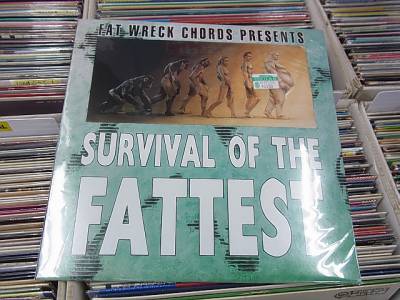 FAT WRECK CHORDS PRESENTS
SURVIVAL OF THE
FATTEST